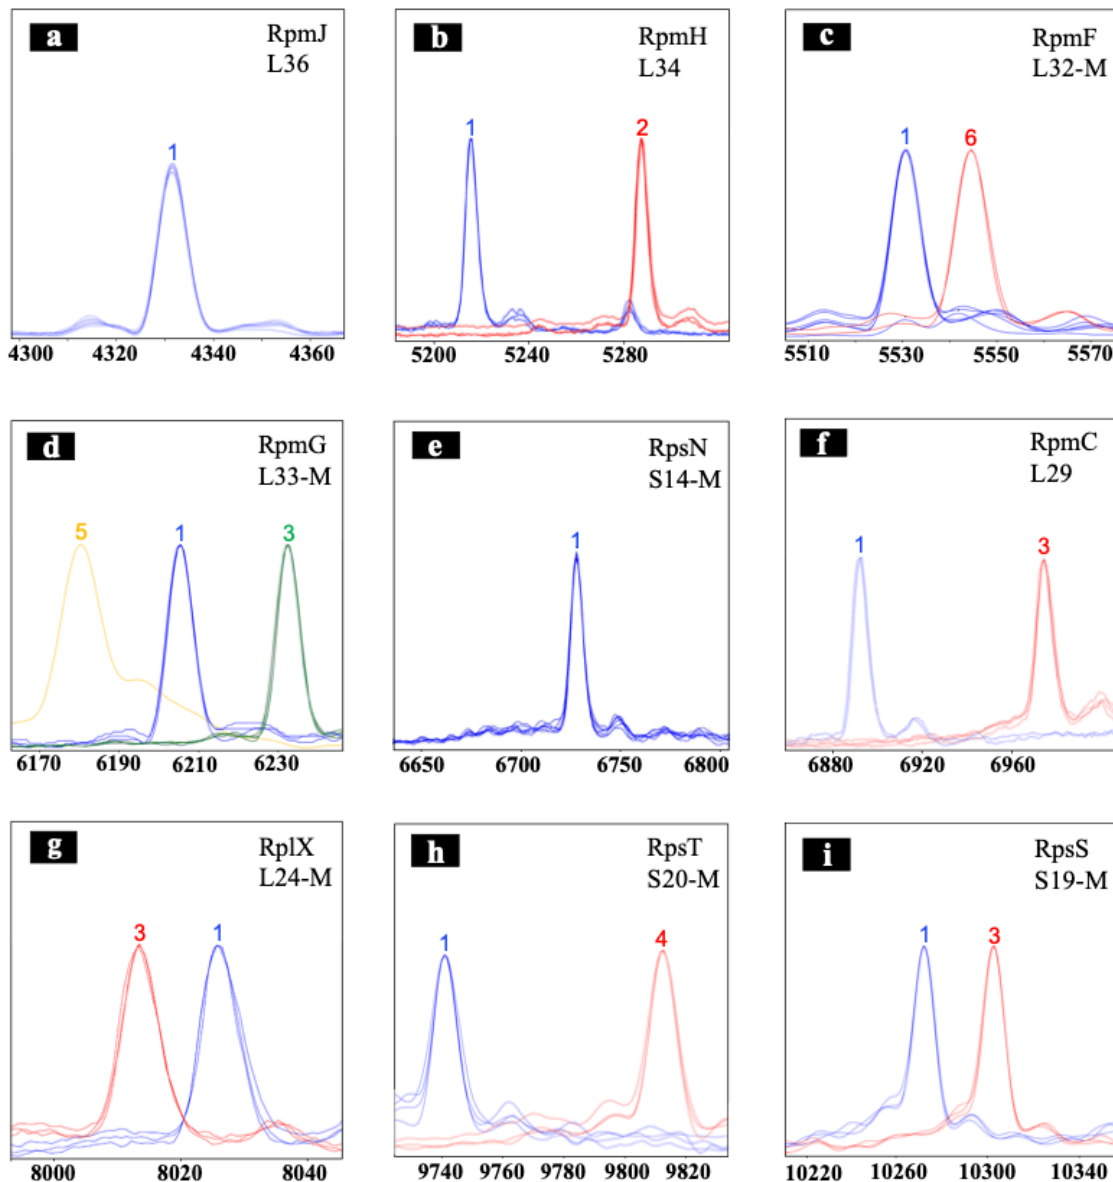 a
RpmJ
L36
1
4300 4320 4340 4360
b
RpmH
L34
1 2
5200 5240 5280
c
RpmF
L32-M
1 6
5510 5530 5550 5570
d
RpmG
L33-M
5 1 3
6170 6190 6210 6230
e
RpsN
S14-M
1
6650 6700 6750 6800
f
RpmC
L29
1 3
6880 6920 6960
g
RplX
L24-M
3 1
8000 8020 8040
h
RpsT
S20-M
1 4
9740 9760 9780 9800 9820
i
RpsS
S19-M
1 3
10220 10260 10300 10340